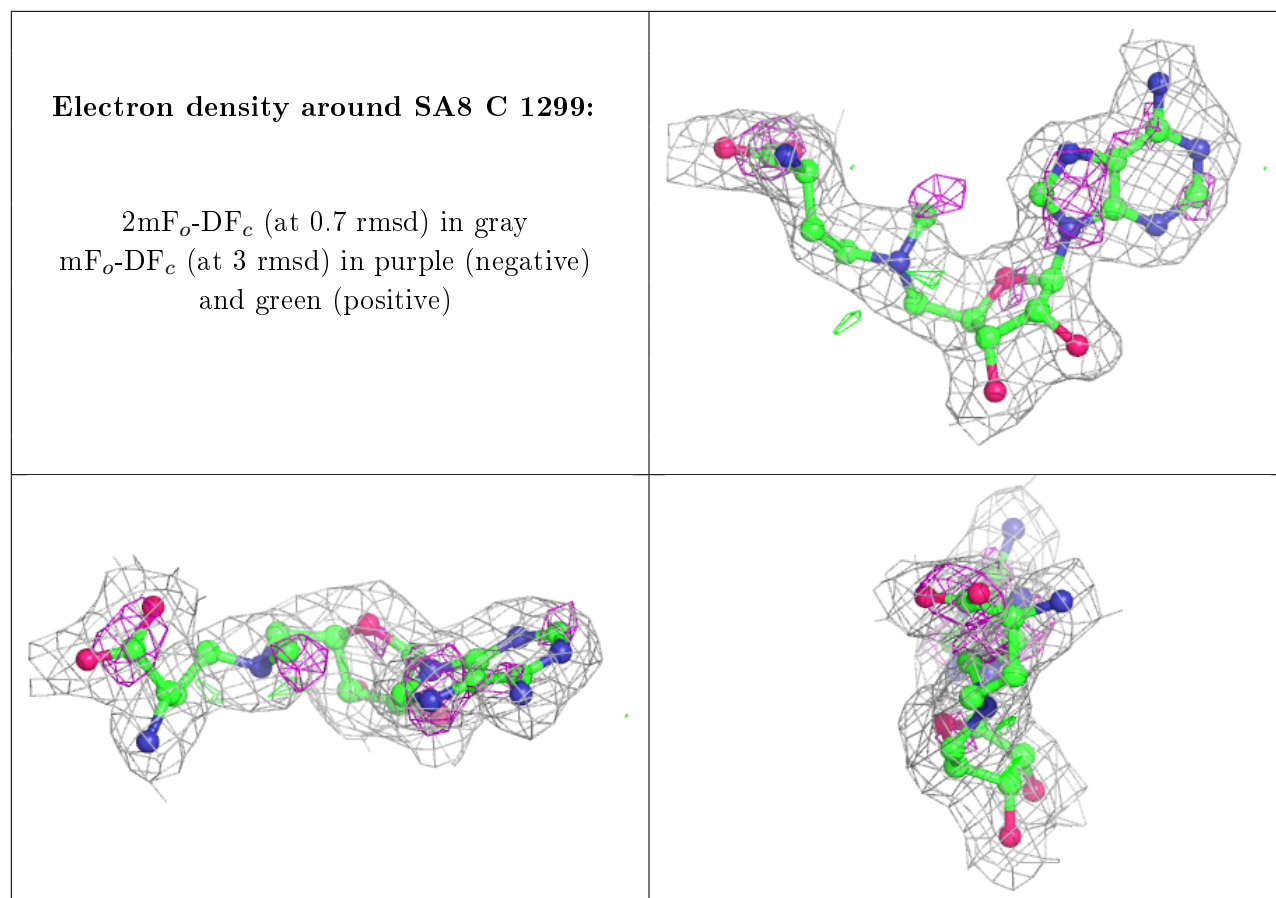 Electron density around SA8 C 1299:
2mFₒ-DF𝒸 (at 0.7 rmsd) in gray
mFₒ-DF𝒸 (at 3 rmsd) in purple (negative)
and green (positive)